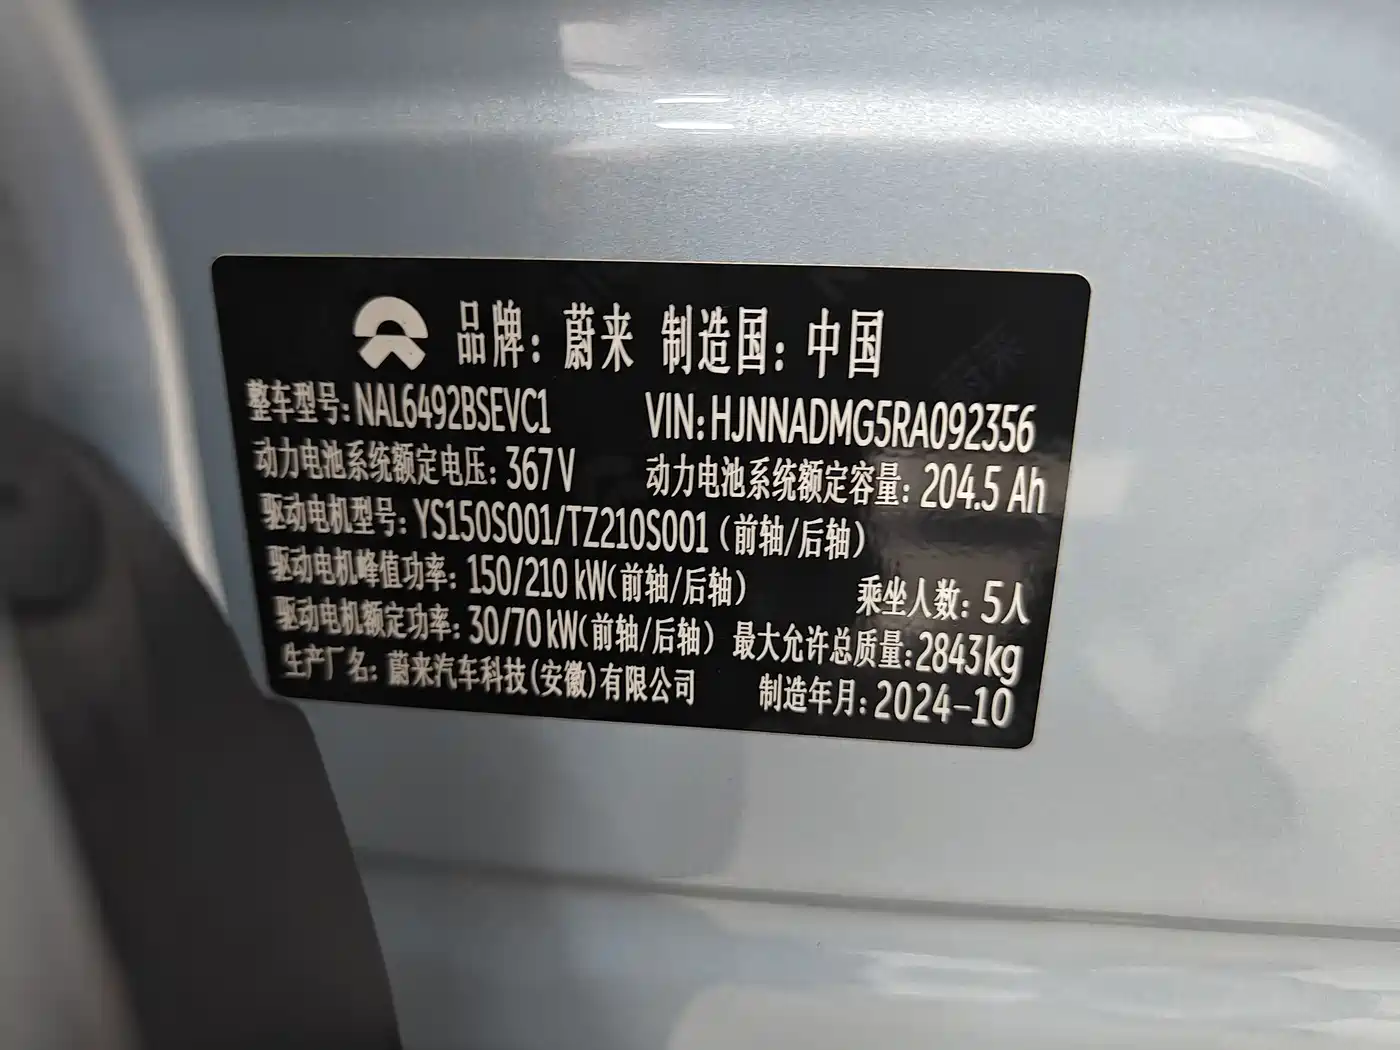 品牌：蔚来 制造国：中国
整车型号：NAL6492BSEVC1 VIN：HJNNADMG5RA092356
动力电池系统额定电压：367V 动力电池系统额定容量：204.5 Ah
驱动电机型号：YS150S001/TZ210S001（前轴/后轴）
驱动电机峰值功率：150/210 kW（前轴/后轴） 乘坐人数：5人
驱动电机额定功率：30/70 kW（前轴/后轴） 最大允许总质量：2843kg
生产厂名：蔚来汽车科技（安徽）有限公司 制造年月：2024-10